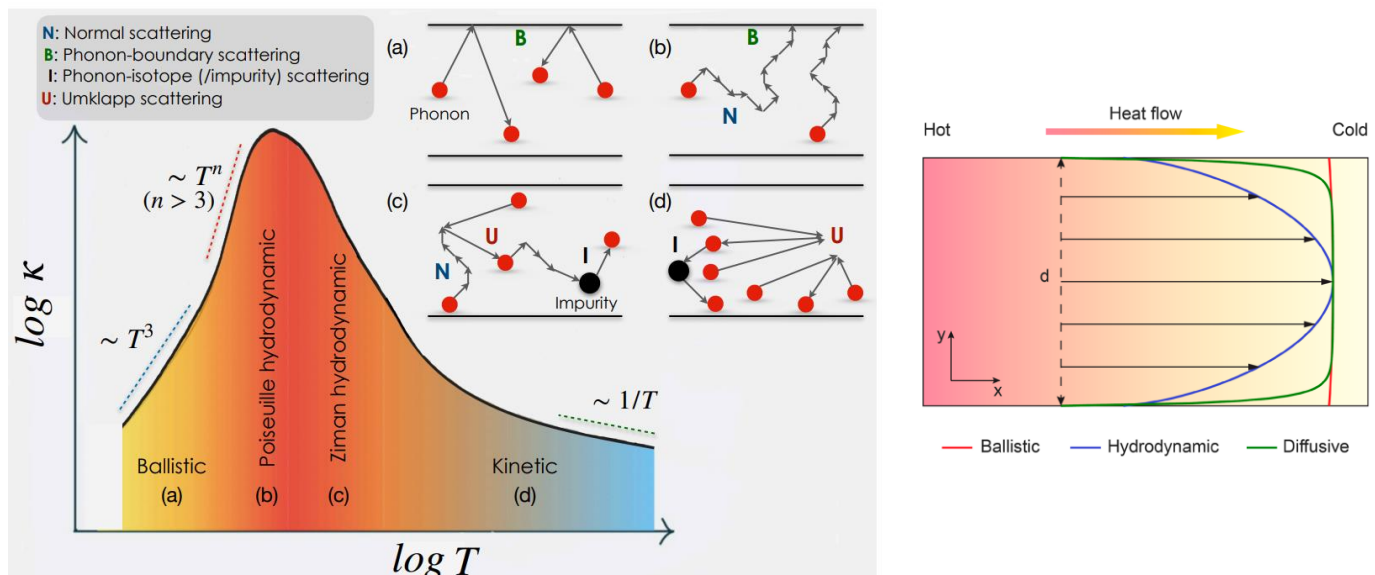 N: Normal scattering
B: Phonon-boundary scattering
I: Phonon-isotope (/impurity) scattering
U: Umklapp scattering
(a)
B
Phonon
(b)
B
N
(c)
U
N
I
Impurity
(d)
I
U
log κ
~ T^n
(n > 3)
~ T^3
~ 1/T
Ballistic
(a)
Poiseuille hydrodynamic
(b)
Ziman hydrodynamic
(c)
Kinetic
(d)
log T
Heat flow
Hot
Cold
d
y
x
Ballistic
Hydrodynamic
Diffusive